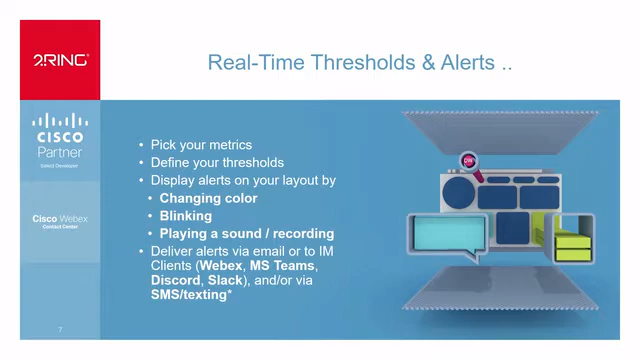 2RING®
Real-Time Thresholds & Alerts ..
CISCO
Partner
Select Developer
Cisco Webex
Contact Center
• Pick your metrics
• Define your thresholds
• Display alerts on your layout by
• Changing color
• Blinking
• Playing a sound / recording
• Deliver alerts via email or to IM
Clients (Webex, MS Teams,
Discord, Slack), and/or via
SMS/texting*
DW
7